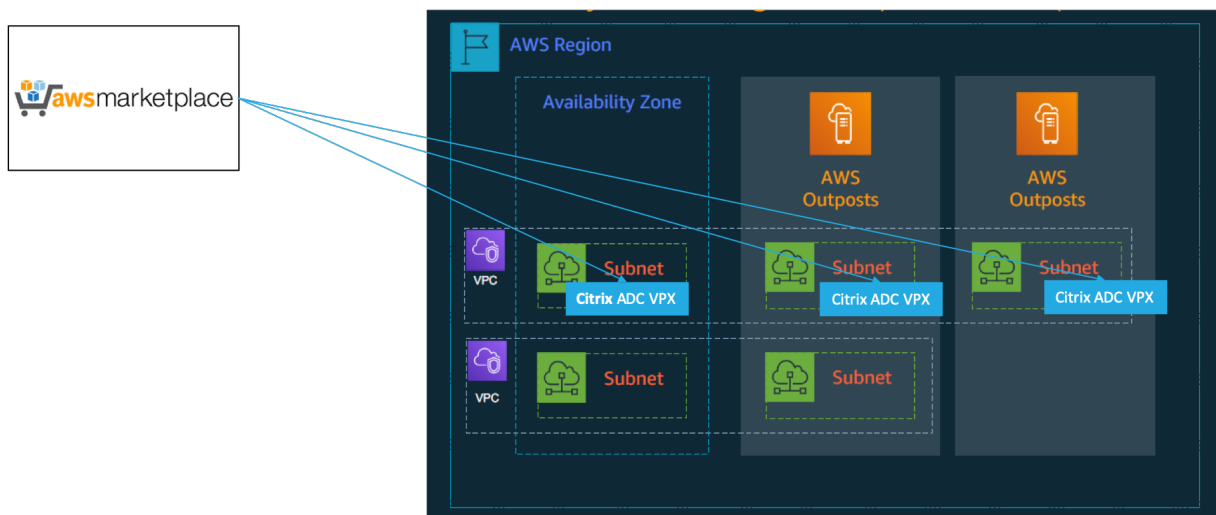 awsmarketplace
AWS Region
Availability Zone
AWS
Outposts
AWS
Outposts
VPC
Subnet
Subnet
Subnet
Citrix ADC VPX
Citrix ADC VPX
Citrix ADC VPX
VPC
Subnet
Subnet